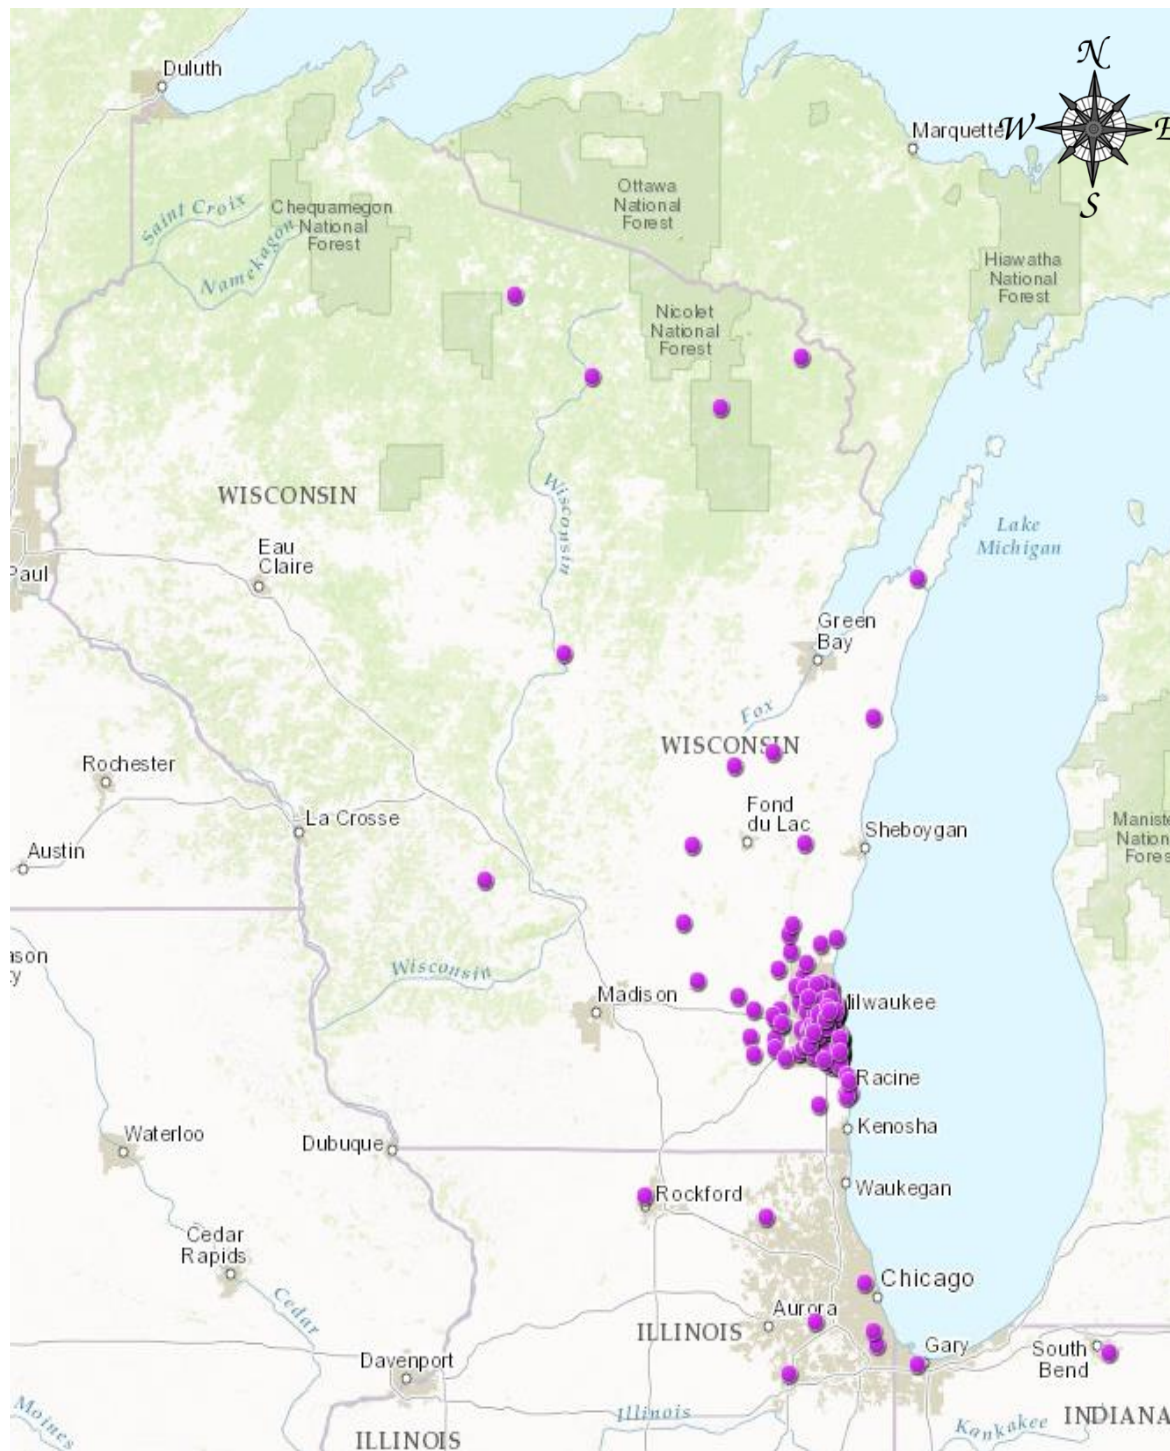 Duluth
N
Marquette
W
E
S
Saint Croix
Chequamegon
National
Forest
Namekagon
Ottawa
National
Forest
Hiawatha
National
Forest
Nicolet
National
Forest
WISCONSIN
Wisconsin
Lake
Michigan
Eau
Claire
Paul
Green
Bay
Fox
WISCONSIN
Rochester
La Crosse
Fond
du Lac
Sheboygan
Austin
Wisconsin
Madison
Milwaukee
Racine
Kenosha
Waterloo
Dubuque
Rockford
Waukegan
Cedar
Rapids
Cedar
Chicago
Aurora
ILLINOIS
Davenport
Gary
South
Bend
Illinois
Kankakee
INDIANA
Moines
ILLINOIS